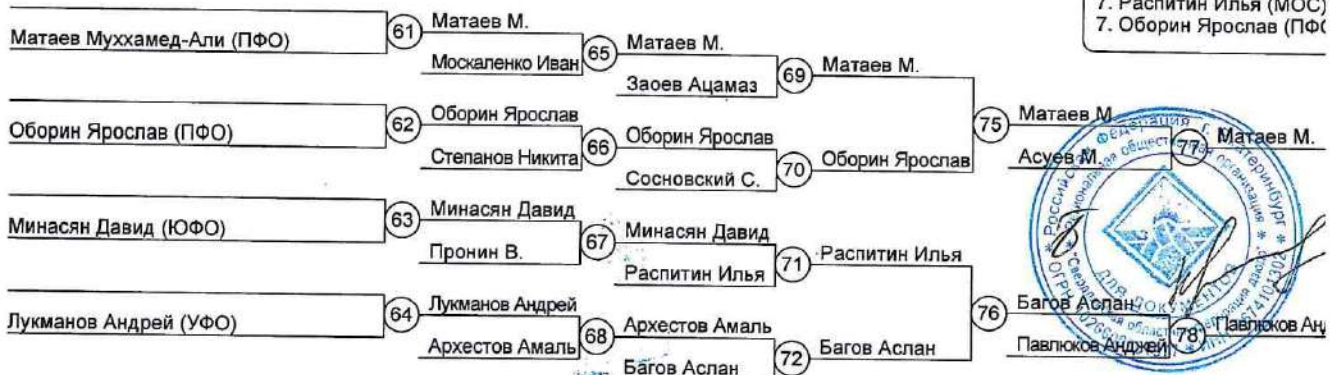 7. Распитин Илья (МОС)
7. Оборин Ярослав (ПФО
Матаев Муххамед-Али (ПФО)
61
Матаев М.
Москаленко Иван
65
Матаев М.
Заоев Ацамаз
69
Матаев М.
Оборин Ярослав (ПФО)
62
Оборин Ярослав
Степанов Никита
66
Оборин Ярослав
Сосновский С.
70
Оборин Ярослав
75
Матаев М.
Асуев М.
77
Матаев М.
Минасян Давид (ЮФО)
63
Минасян Давид
Пронин В.
67
Минасян Давид
Распитин Илья
71
Распитин Илья
Лукманов Андрей (УФО)
64
Лукманов Андрей
Архестов Амаль
68
Архестов Амаль
Багов Аслан
72
Багов Аслан
76
Багов Аслан
Павлюков Анджей
78
Павлюков Ан
ДЛЯ ДОКУМЕНТОВ